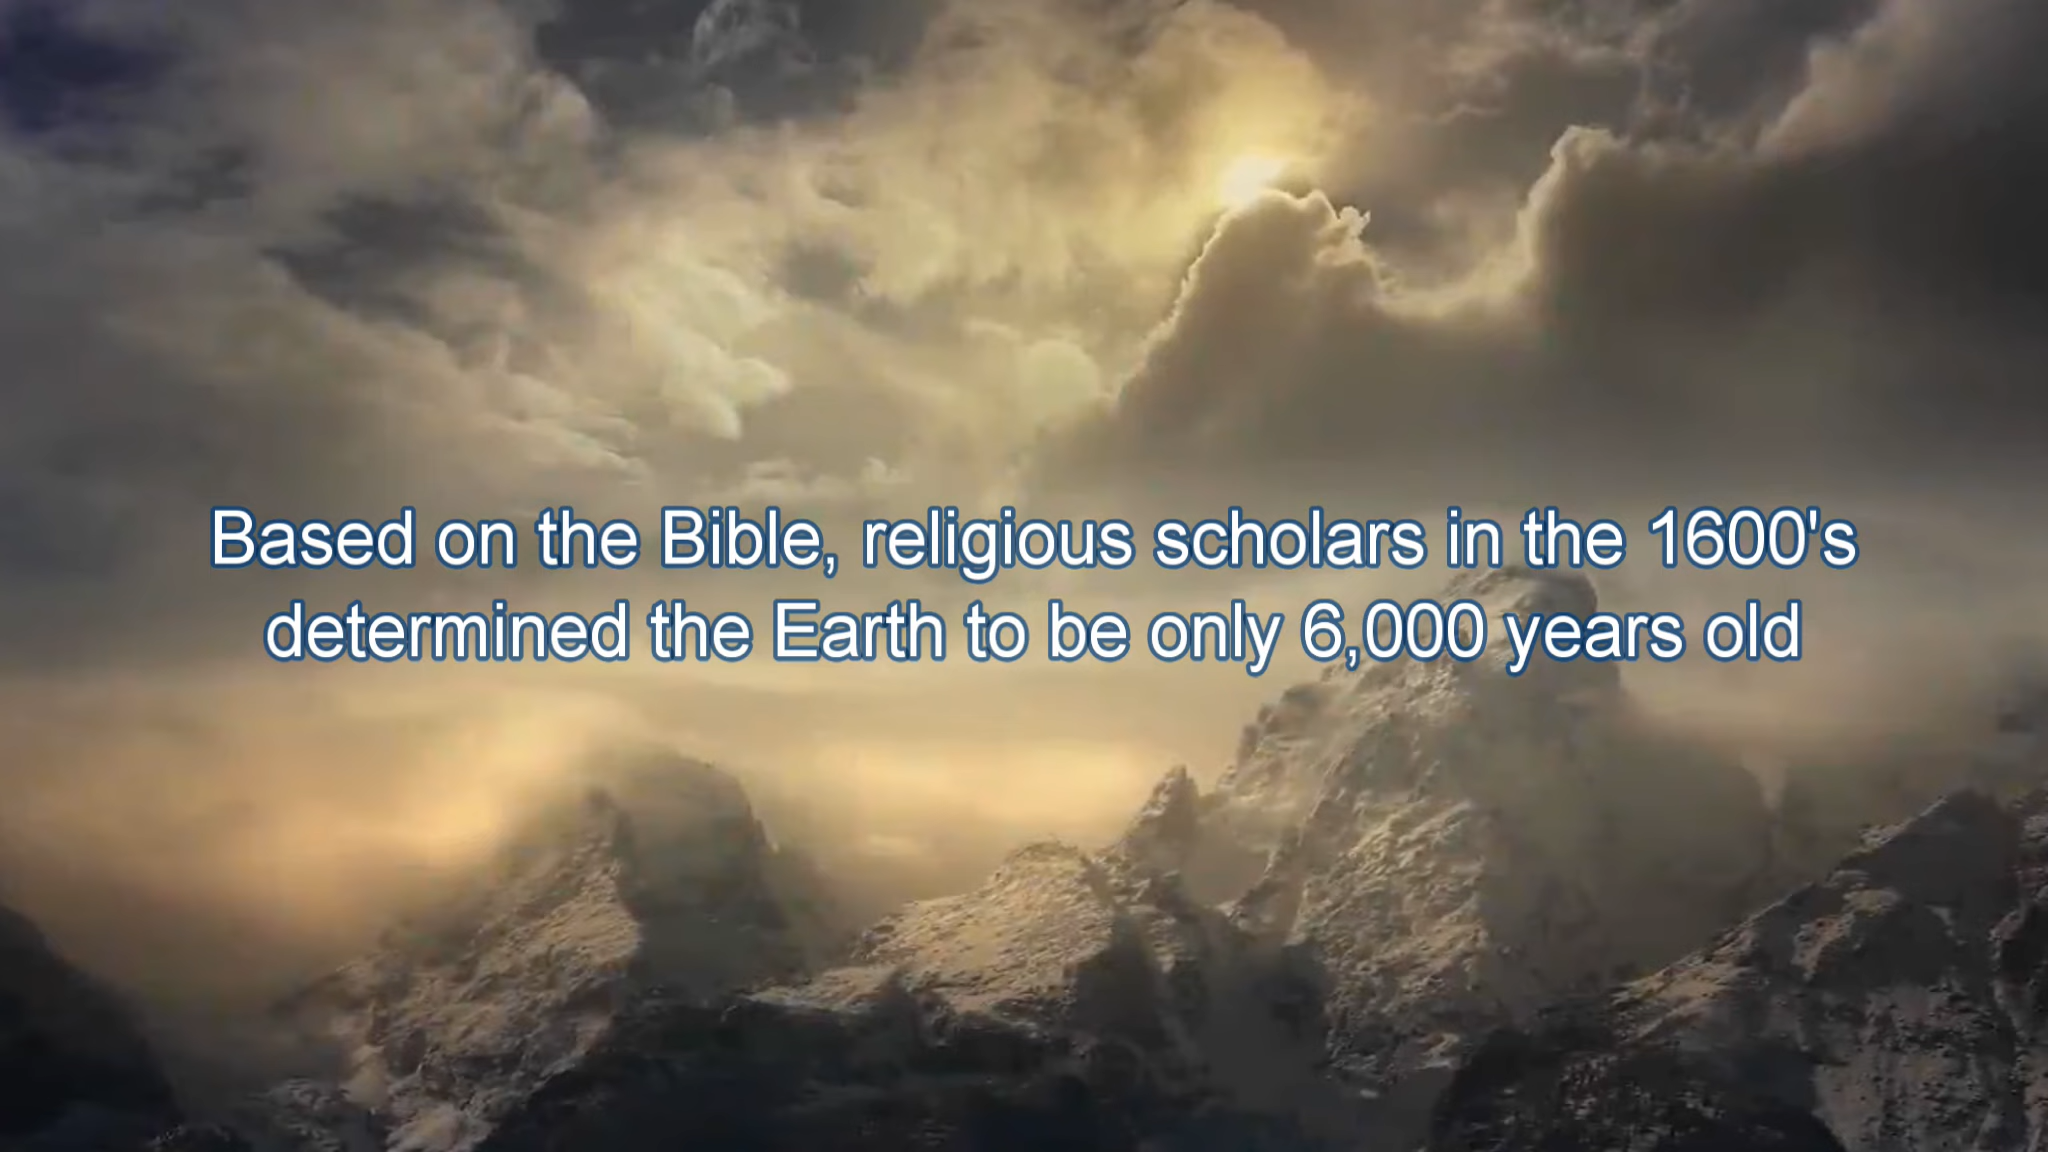 Based on the Bible, religious scholars in the 1600's
determined the Earth to be only 6,000 years old